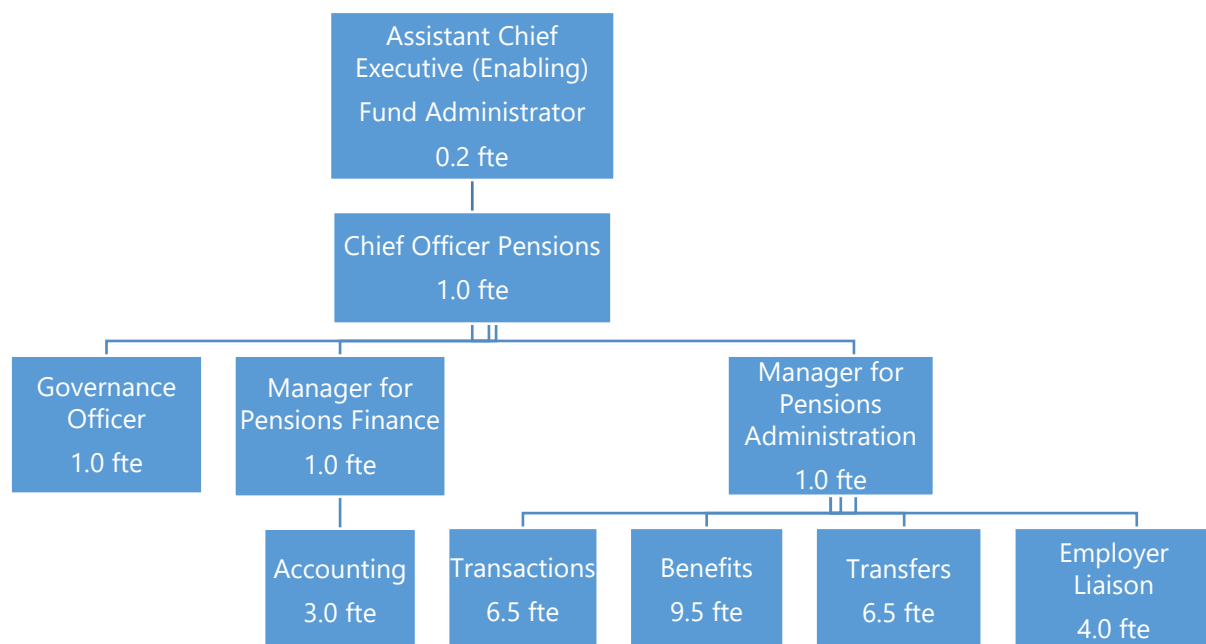 Assistant Chief
Executive (Enabling)
Fund Administrator
0.2 fte
Chief Officer Pensions
1.0 fte
Governance
Officer
1.0 fte
Manager for
Pensions Finance
1.0 fte
Manager for
Pensions
Administration
1.0 fte
Accounting
3.0 fte
Transactions
6.5 fte
Benefits
9.5 fte
Transfers
6.5 fte
Employer
Liaison
4.0 fte